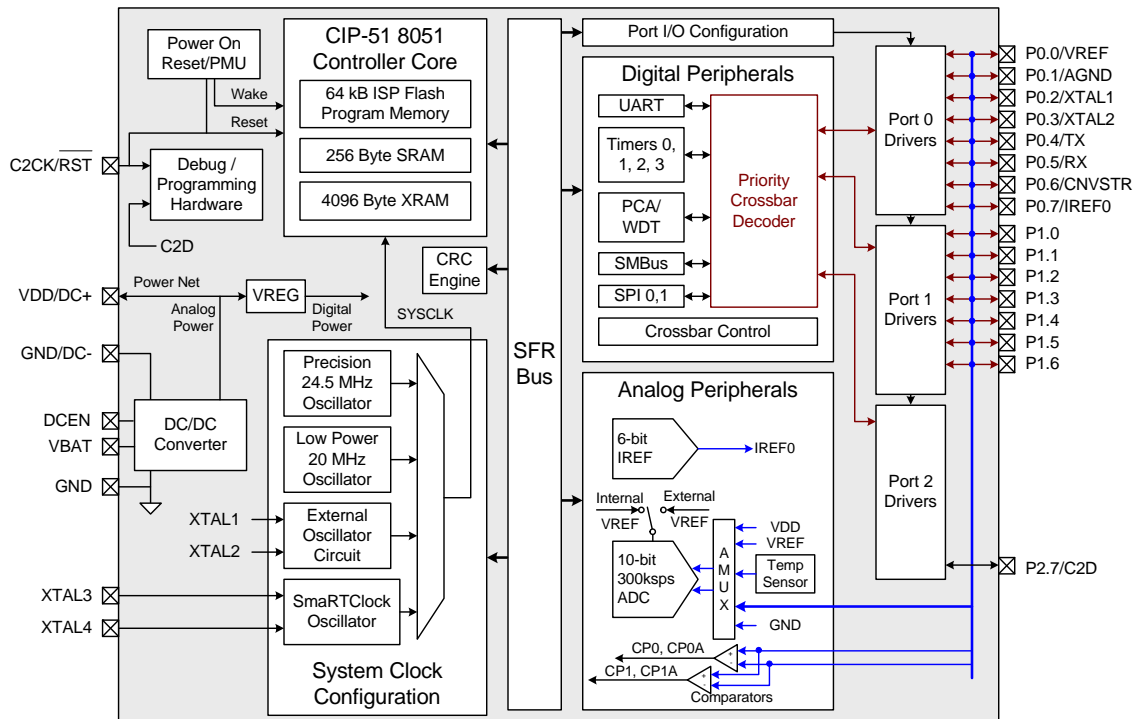 CIP-51 8051
Controller Core
64 kB ISP Flash
Program Memory
256 Byte SRAM
4096 Byte XRAM
Power On
Reset/PMU
Wake
Reset
C2CK/RST
Debug /
Programming
Hardware
C2D
CRC
Engine
VDD/DC+
Power Net
VREG
Analog
Power
Digital
Power
SYSCLK
GND/DC-
DCEN
VBAT
GND
DC/DC
Converter
XTAL1
XTAL2
XTAL3
XTAL4
Precision
24.5 MHz
Oscillator
Low Power
20 MHz
Oscillator
External
Oscillator
Circuit
SmaRTClock
Oscillator
System Clock
Configuration
SFR
Bus
Port I/O Configuration
Digital Peripherals
UART
Timers 0,
1, 2, 3
PCA/
WDT
SMBus
SPI 0,1
Priority
Crossbar
Decoder
Crossbar Control
Analog Peripherals
6-bit
IREF
IREF0
Internal
VREF
External
VREF
10-bit
300ksps
ADC
A
M
U
X
VDD
VREF
Temp
Sensor
GND
CP0, CP0A
+
-
CP1, CP1A
+
-
Comparators
Port 0
Drivers
Port 1
Drivers
Port 2
Drivers
P0.0/VREF
P0.1/AGND
P0.2/XTAL1
P0.3/XTAL2
P0.4/TX
P0.5/RX
P0.6/CNVSTR
P0.7/IREF0
P1.0
P1.1
P1.2
P1.3
P1.4
P1.5
P1.6
P2.7/C2D